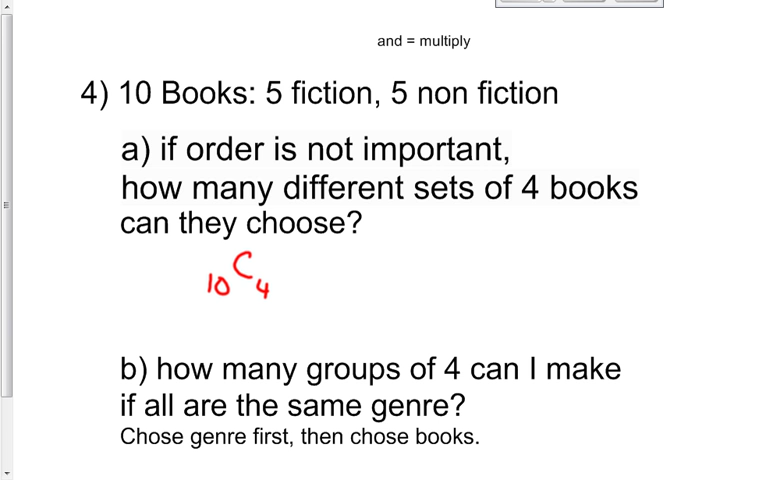 and = multiply
4) 10 Books: 5 fiction, 5 non fiction
a) if order is not important,
how many different sets of 4 books
can they choose?
10C4
b) how many groups of 4 can I make
if all are the same genre?
Chose genre first, then chose books.